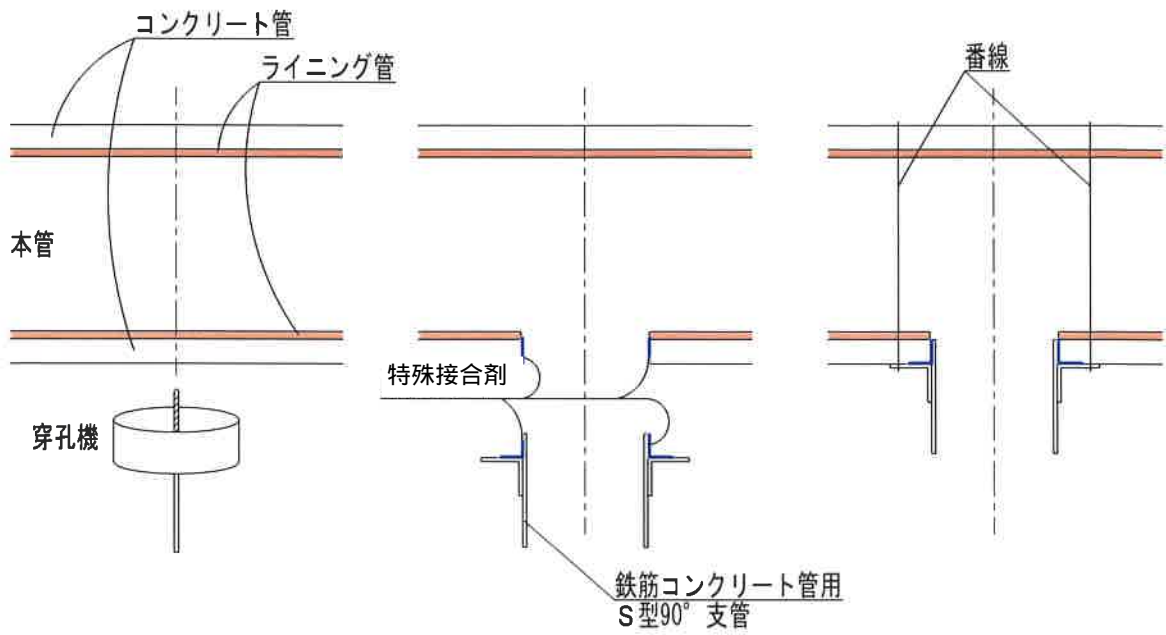 コンクリート管
ライニング管
番線
本管
特殊接合剤
穿孔機
鉄筋コンクリート管用
S型90° 支管